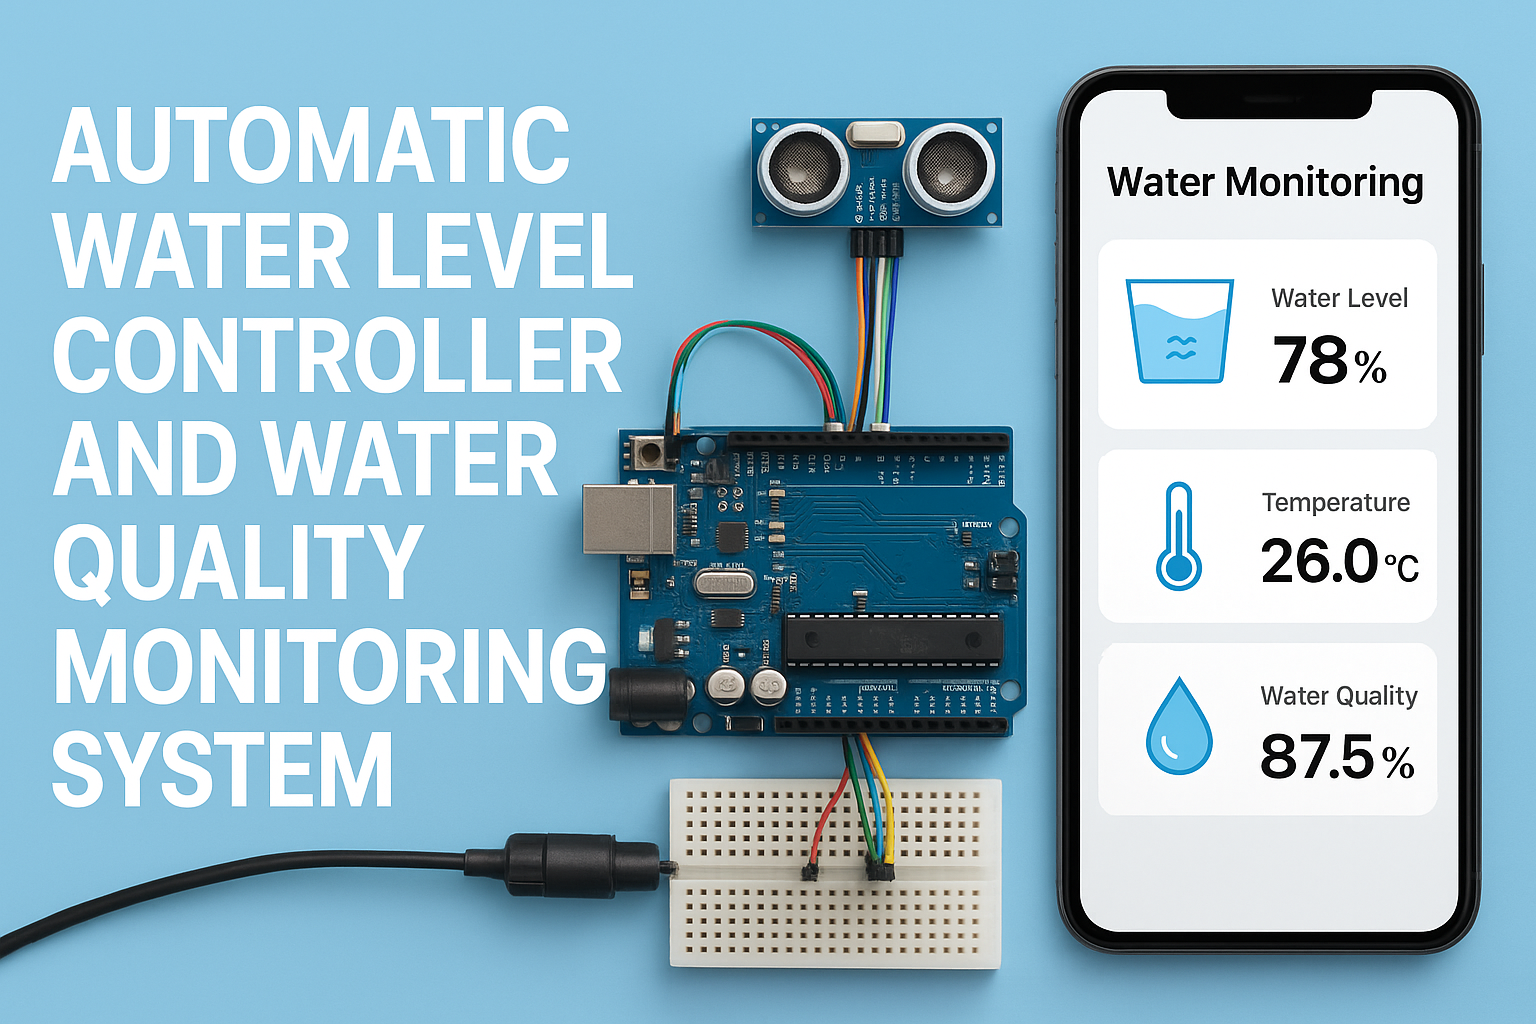 AUTOMATIC
WATER LEVEL
CONTROLLER
AND WATER
QUALITY
MONITORING
SYSTEM
Water Monitoring
Water Level
78%
Temperature
26.0°C
Water Quality
87.5%